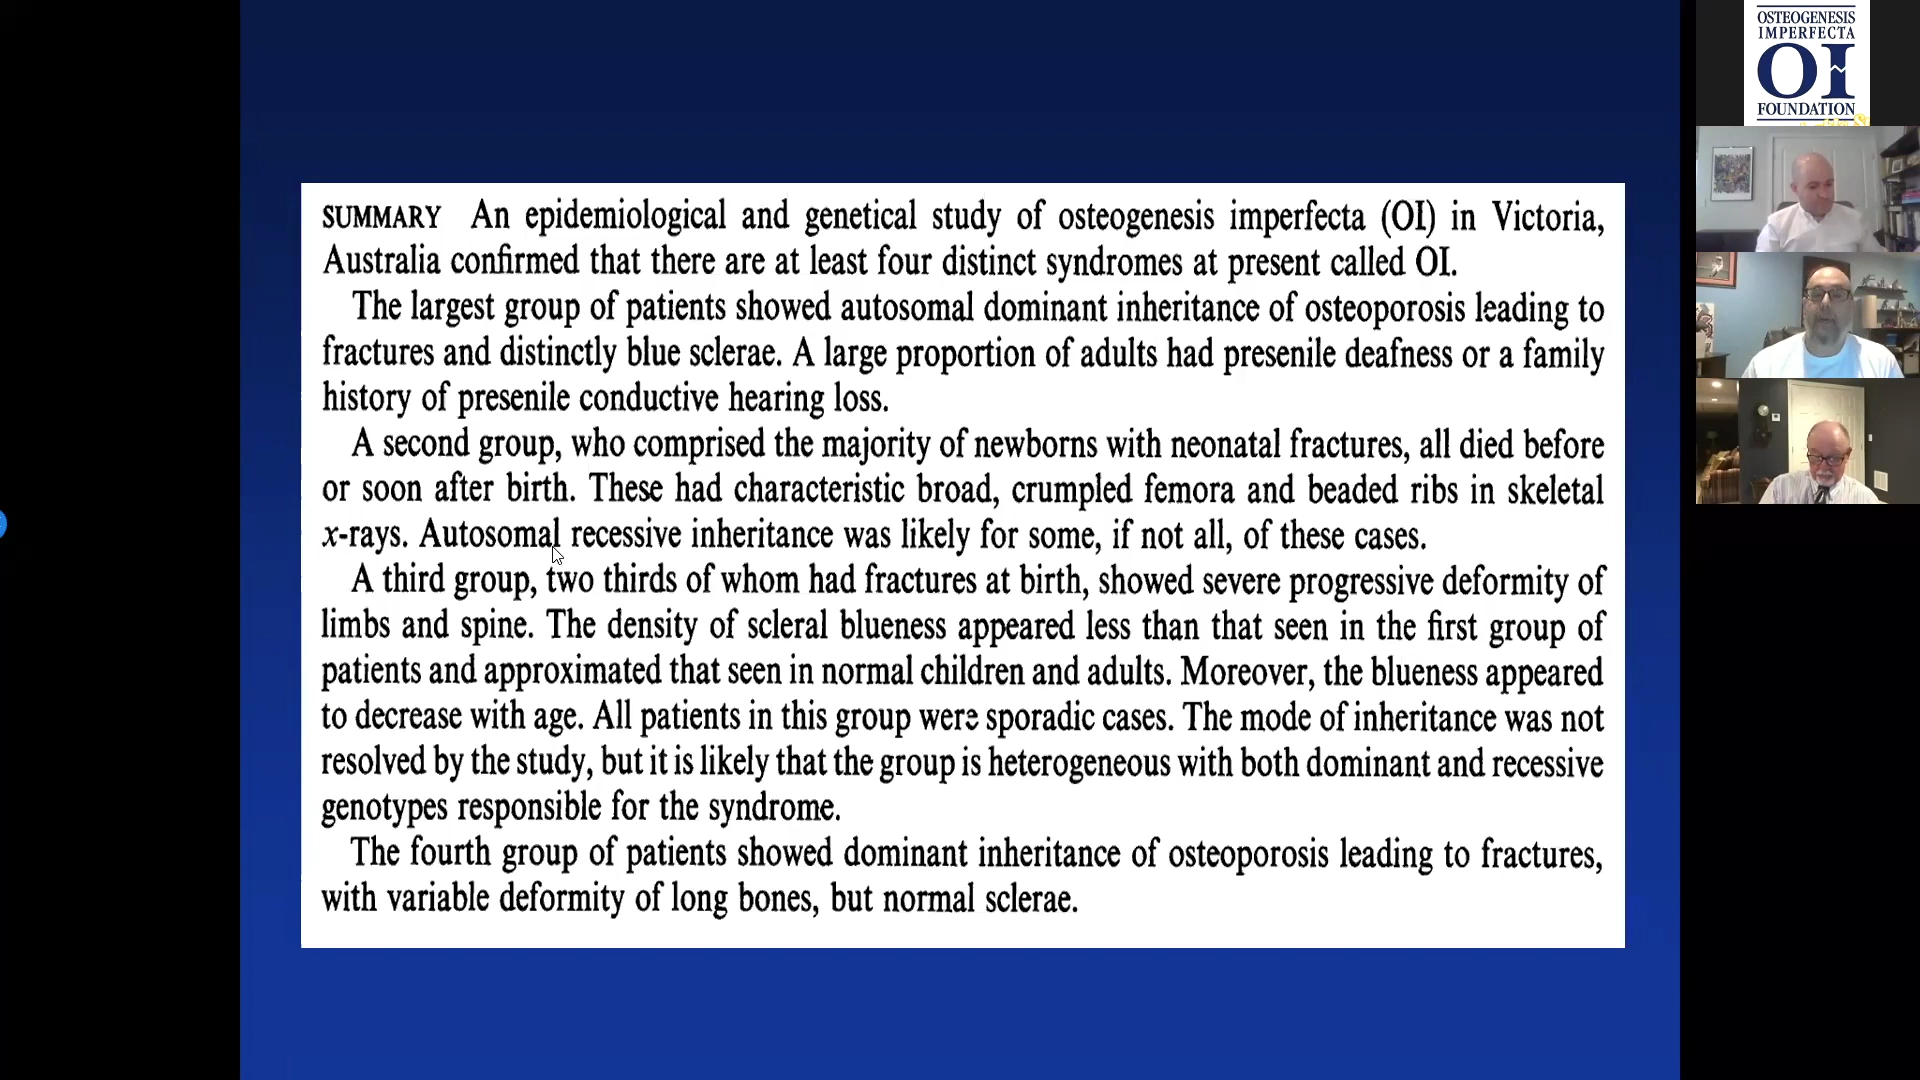 SUMMARY An epidemiological and genetical study of osteogenesis imperfecta (OI) in Victoria,
Australia confirmed that there are at least four distinct syndromes at present called OI.
The largest group of patients showed autosomal dominant inheritance of osteoporosis leading to
fractures and distinctly blue sclerae. A large proportion of adults had presenile deafness or a family
history of presenile conductive hearing loss.
A second group, who comprised the majority of newborns with neonatal fractures, all died before
or soon after birth. These had characteristic broad, crumpled femora and beaded ribs in skeletal
x-rays. Autosomal recessive inheritance was likely for some, if not all, of these cases.
A third group, two thirds of whom had fractures at birth, showed severe progressive deformity of
limbs and spine. The density of scleral blueness appeared less than that seen in the first group of
patients and approximated that seen in normal children and adults. Moreover, the blueness appeared
to decrease with age. All patients in this group were sporadic cases. The mode of inheritance was not
resolved by the study, but it is likely that the group is heterogeneous with both dominant and recessive
genotypes responsible for the syndrome.
The fourth group of patients showed dominant inheritance of osteoporosis leading to fractures,
with variable deformity of long bones, but normal sclerae.
OSTEOGENESIS
IMPERFECTA
OI
FOUNDATION